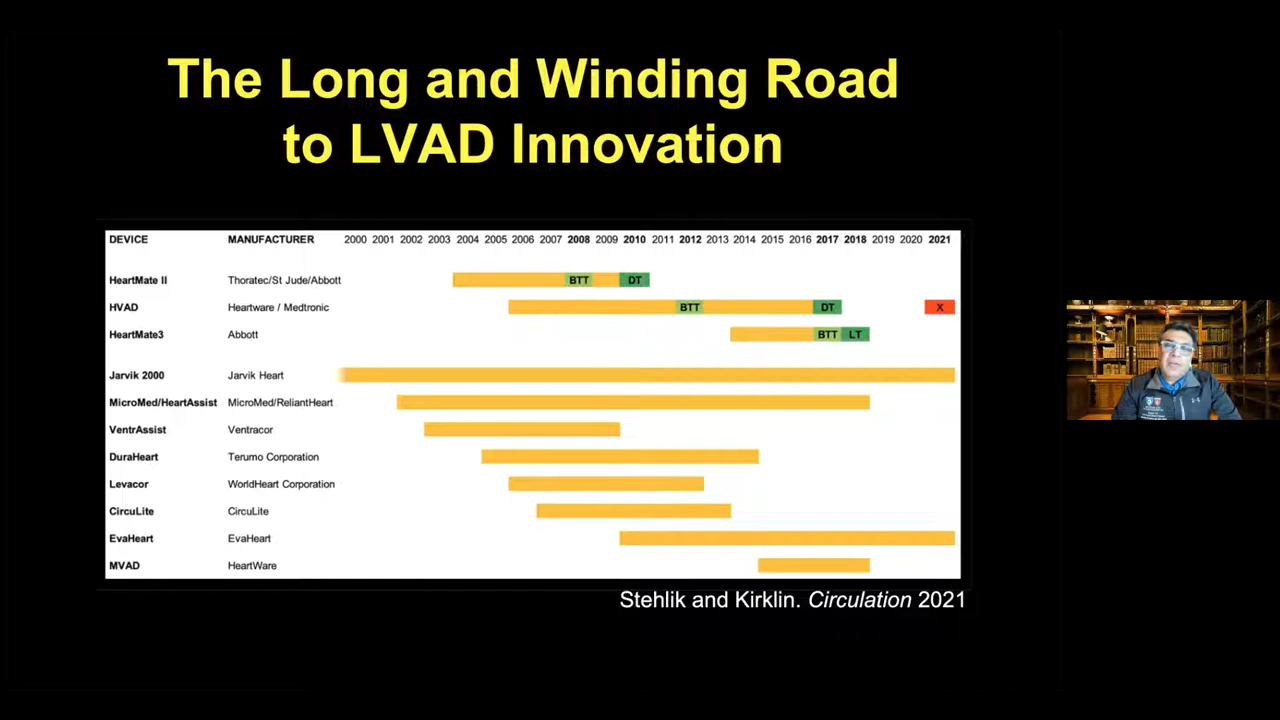 The Long and Winding Road
to LVAD Innovation
DEVICE MANUFACTURER 2000 2001 2002 2003 2004 2005 2006 2007 2008 2009 2010 2011 2012 2013 2014 2015 2016 2017 2018 2019 2020 2021
HeartMate II Thoratec/St Jude/Abbott BTT DT
HVAD Heartware / Medtronic BTT DT X
HeartMate3 Abbott BTT LT
Jarvik 2000 Jarvik Heart
MicroMed/HeartAssist MicroMed/ReliantHeart
VentrAssist Ventracor
DuraHeart Terumo Corporation
Levacor WorldHeart Corporation
CircuLite CircuLite
EvaHeart EvaHeart
MVAD HeartWare
Stehlik and Kirklin. Circulation 2021